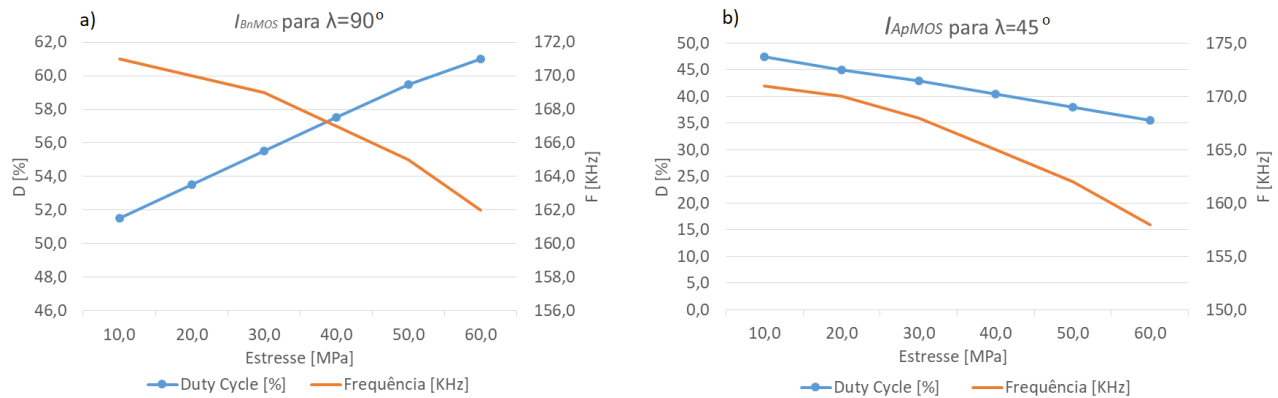 a)
I_BnMOS para λ=90°
62,0
60,0
58,0
56,0
54,0
52,0
50,0
48,0
46,0
D [%]
172,0
170,0
168,0
166,0
164,0
162,0
160,0
158,0
156,0
F [KHz]
10,0 20,0 30,0 40,0 50,0 60,0
Estresse [MPa]
Duty Cycle [%] Frequência [KHz]
b)
I_ApMOS para λ=45°
50,0
45,0
40,0
35,0
30,0
25,0
20,0
15,0
10,0
5,0
0,0
D [%]
175,0
170,0
165,0
160,0
155,0
150,0
F [KHz]
10,0 20,0 30,0 40,0 50,0 60,0
Estresse [MPa]
Duty Cycle [%] Frequência [KHz]